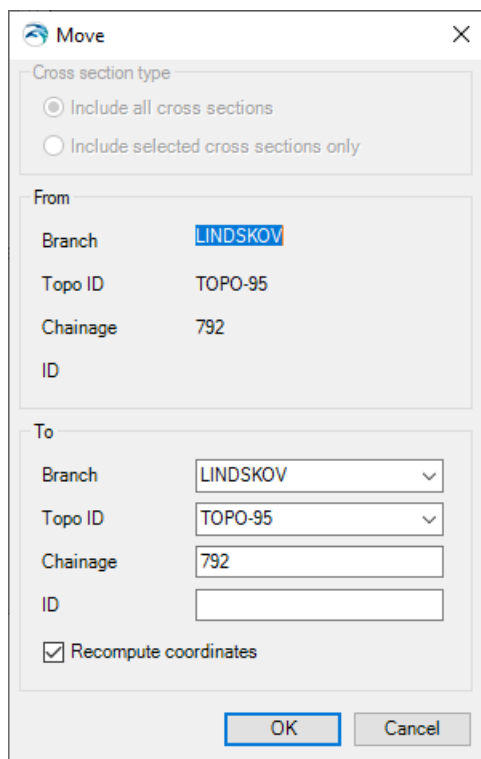 Move
Cross section type
Include all cross sections
Include selected cross sections only
From
Branch LINDSKOV
Topo ID TOPO-95
Chainage 792
ID
To
Branch LINDSKOV
Topo ID TOPO-95
Chainage 792
ID
Recompute coordinates
OK Cancel